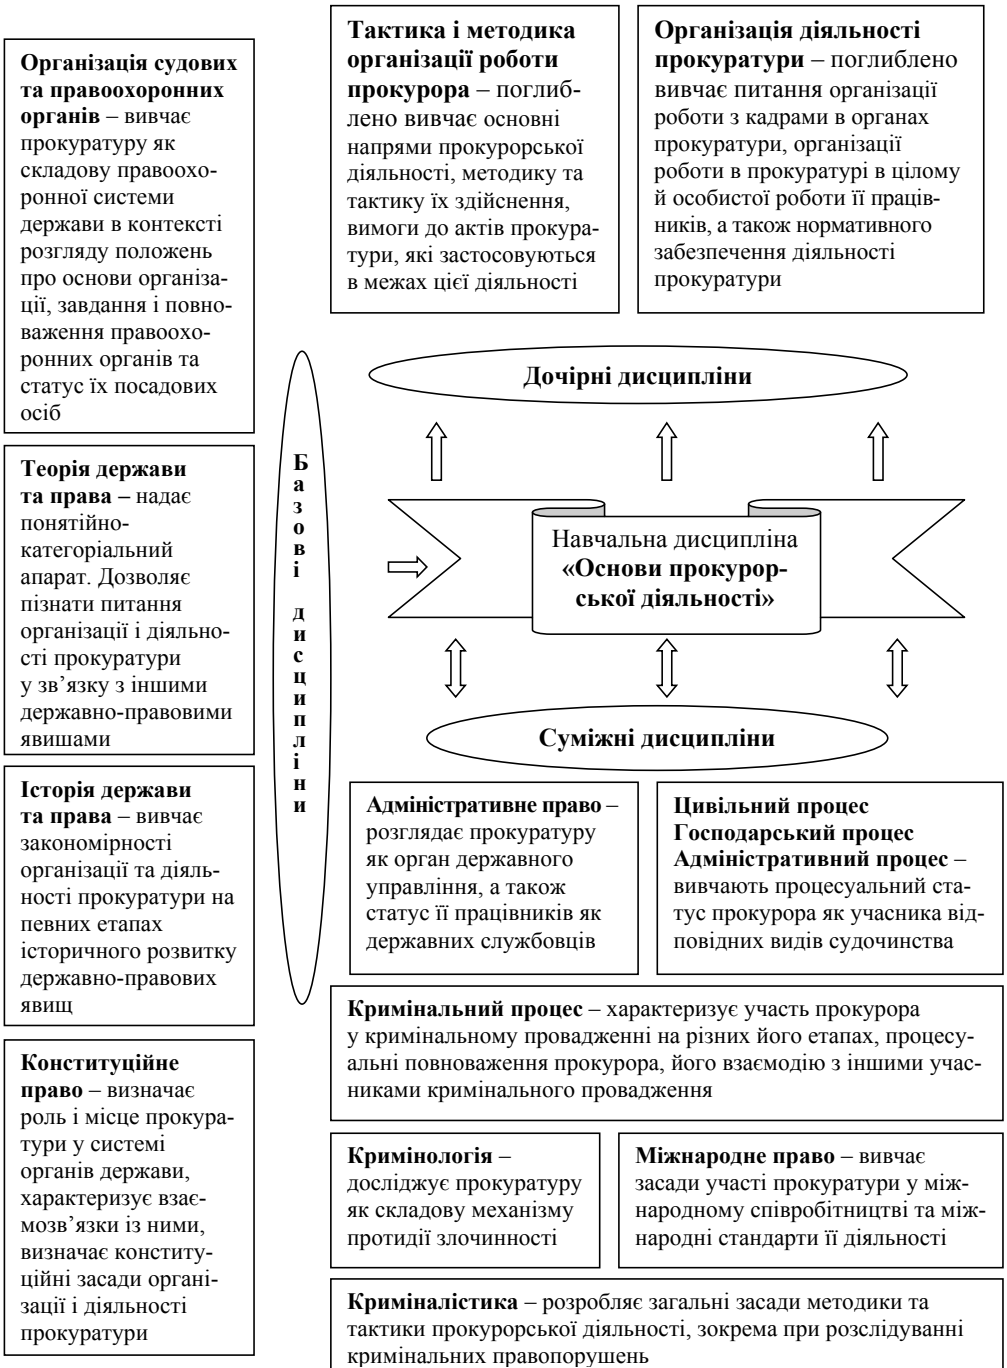 Організація судових
та правоохоронних
органів – вивчає
прокуратуру як
складову правоохо-
ронної системи
держави в контексті
розгляду положень
про основи організа-
ції, завдання і повно-
важення правоохо-
ронних органів та
статус їх посадових
осіб
Теорія держави
та права – надає
понятійно-
категоріальний
апарат. Дозволяє
пізнати питання
організації і діяльно-
сті прокуратури
у зв’язку з іншими
державно-правовими
явишами
Історія держави
та права – вивчає
закономірності
організації та діяль-
ності прокуратури на
певних етапах
історичного розвитку
державно-правових
явищ
Конституційне
право – визначає
роль і місце прокура-
тури у системі
органів держави,
характеризує взає-
мозв’язки із ними,
визначає конститу-
ційні засади органі-
зації і діяльності
прокуратури
Базові дисципліни
Тактика і методика
організації роботи
прокурора – поглиб-
лено вивчає основні
напрями прокурорської
діяльності, методику та
тактику їх здійснення,
вимоги до актів прокура-
тури, які застосовуються
в межах цієї діяльності
Організація діяльності
прокуратури – поглиблено
вивчає питання організації
роботи з кадрами в органах
прокуратури, організації
роботи в прокуратурі в цілому
й особистої роботи її праців-
ників, а також нормативного
забезпечення діяльності
прокуратури
Дочірні дисципліни
Навчальна дисципліна
«Основи прокурор-
ської діяльності»
Суміжні дисципліни
Адміністративне право –
розглядає прокуратуру
як орган державного
управління, а також
статус її працівників як
державних службовців
Цивільний процес
Господарський процес
Адміністративний процес –
вивчають процесуальний ста-
тус прокурора як учасника від-
повідних видів судочинства
Кримінальний процес – характеризує участь прокурора
у кримінальному провадженні на різних його етапах, процесу-
альні повноваження прокурора, його взаємодію з іншими учас-
никами кримінального провадження
Кримінологія –
досліджує прокуратуру
як складову механізму
протидії злочинності
Міжнародне право – вивчає
засади участі прокуратури у між-
народному співробітництві та між-
народні стандарти її діяльності
Криміналістика – розробляє загальні засади методики та
тактики прокурорської діяльності, зокрема при розслідуванні
кримінальних правопорушень